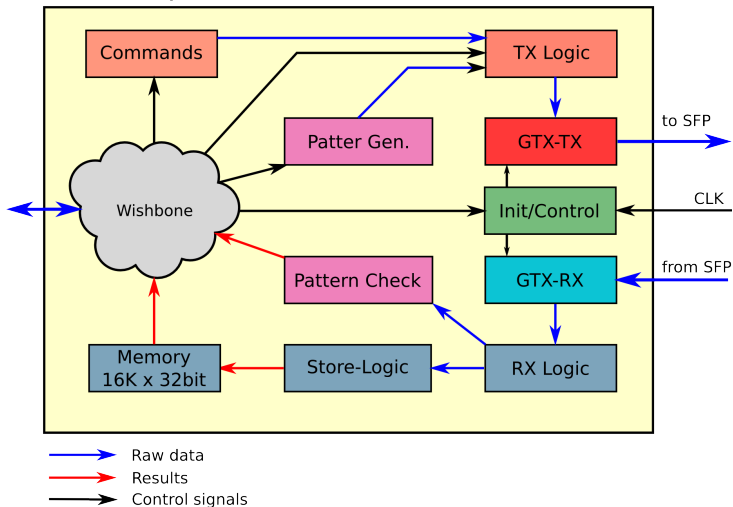 Commands
TX Logic
to SFP
Patter Gen.
GTX-TX
CLK
Wishbone
Init/Control
from SFP
Pattern Check
GTX-RX
Memory
16K x 32bit
Store-Logic
RX Logic
Raw data
Results
Control signals